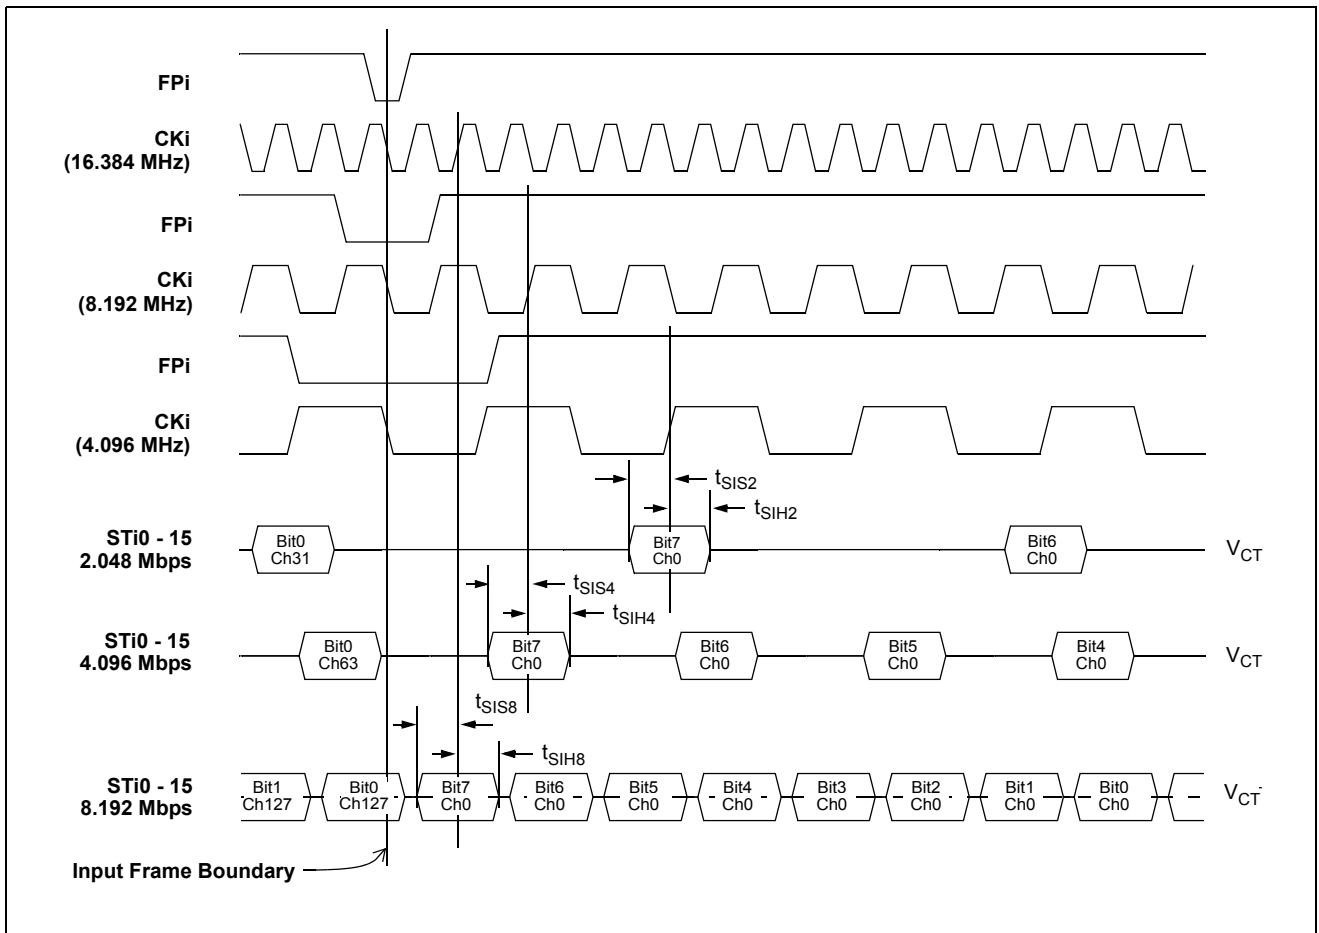 FPi
CKi
(16.384 MHz)
FPi
CKi
(8.192 MHz)
FPi
CKi
(4.096 MHz)
tSIS2
tSIH2
STi0 - 15
2.048 Mbps
Bit0
Ch31
Bit7
Ch0
Bit6
Ch0
VCT
tSIS4
tSIH4
STi0 - 15
4.096 Mbps
Bit0
Ch63
Bit7
Ch0
Bit6
Ch0
Bit5
Ch0
Bit4
Ch0
VCT
tSIS8
tSIH8
STi0 - 15
8.192 Mbps
Bit1
Ch127
Bit0
Ch127
Bit7
Ch0
Bit6
Ch0
Bit5
Ch0
Bit4
Ch0
Bit3
Ch0
Bit2
Ch0
Bit1
Ch0
Bit0
Ch0
VCT
Input Frame Boundary